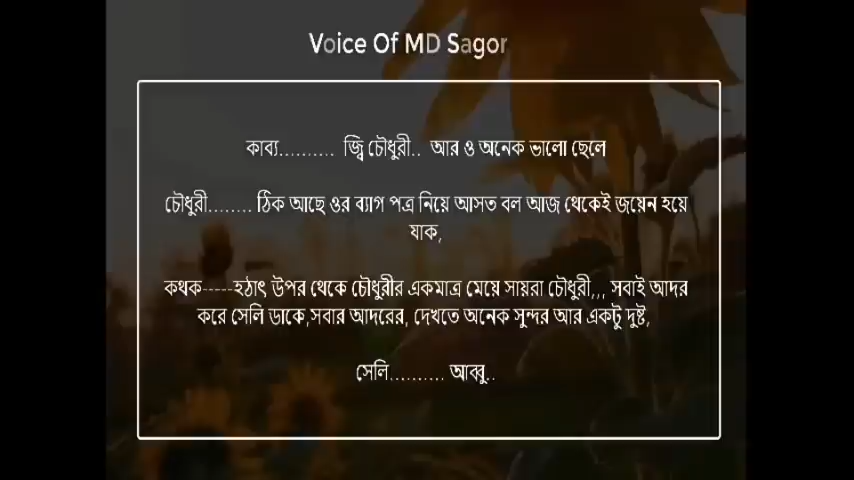 Voice Of MD Sagor
কাব্য.......... জ্বি চৌধুরী.. আর ও অনেক ভালো ছেলে
চৌধুরী........ ঠিক আছে ওর ব্যাগ পত্র নিয়ে আসত বল আজ থেকেই জয়েন হয়ে
যাক,
কথক-----হঠাৎ উপর থেকে চৌধুরীর একমাত্র মেয়ে সায়রা চৌধুরী,,, সবাই আদর
করে সেলি ডাকে,সবার আদরের, দেখতে অনেক সুন্দর আর একটু দুষ্ট,
সেলি.......... আব্বু..